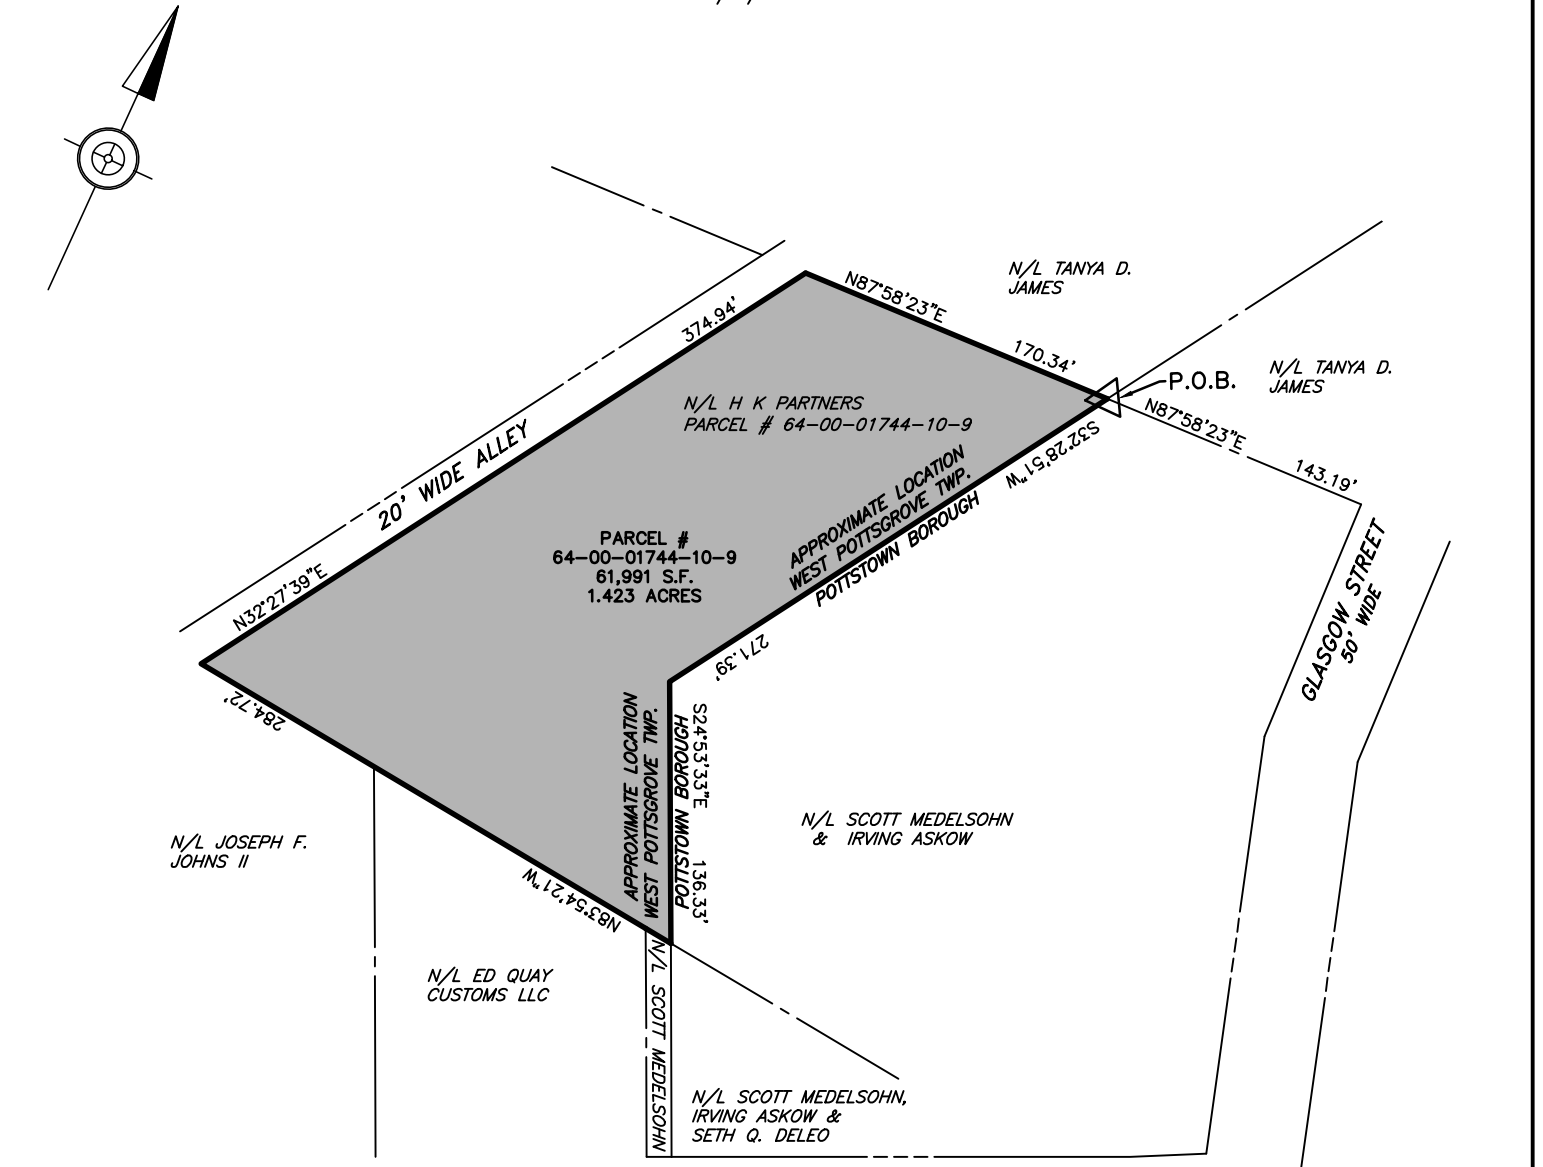 N/L TANYA D.
JAMES
N87°58'23"E
170.34'
374.94'
N/L TANYA D.
JAMES
P.O.B.
N87°58'23"E
143.19'
N/L H K PARTNERS
PARCEL # 64-00-01744-10-9
S32°28'51"W
271.39'
20' WIDE ALLEY
APPROXIMATE LOCATION
WEST POTTSGROVE TWP.
POTTSTOWN BOROUGH
PARCEL #
64-00-01744-10-9
61,991 S.F.
1.423 ACRES
N32°27'39"E
GLASGOW STREET
50' WIDE
284.72'
N83°54'21"W
APPROXIMATE LOCATION
WEST POTTSGROVE TWP.
POTTSTOWN BOROUGH
S24°53'33"E
136.33'
N/L SCOTT MEDELSOHN
& IRVING ASKOW
N/L JOSEPH F.
JOHNS II
N/L ED QUAY
CUSTOMS LLC
N/L SCOTT MEDELSOHN
N/L SCOTT MEDELSOHN,
IRVING ASKOW &
SETH Q. DELEO